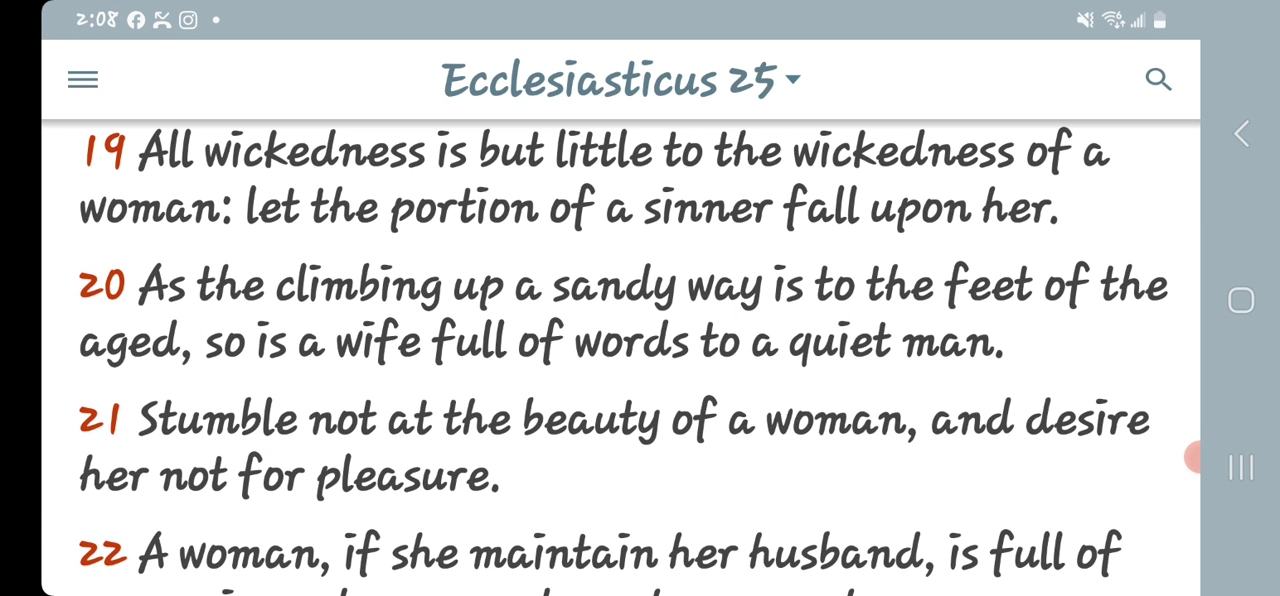 2:08
Ecclesiasticus 25
19 All wickedness is but little to the wickedness of a
woman: let the portion of a sinner fall upon her.
20 As the climbing up a sandy way is to the feet of the
aged, so is a wife full of words to a quiet man.
21 Stumble not at the beauty of a woman, and desire
her not for pleasure.
22 A woman, if she maintain her husband, is full of